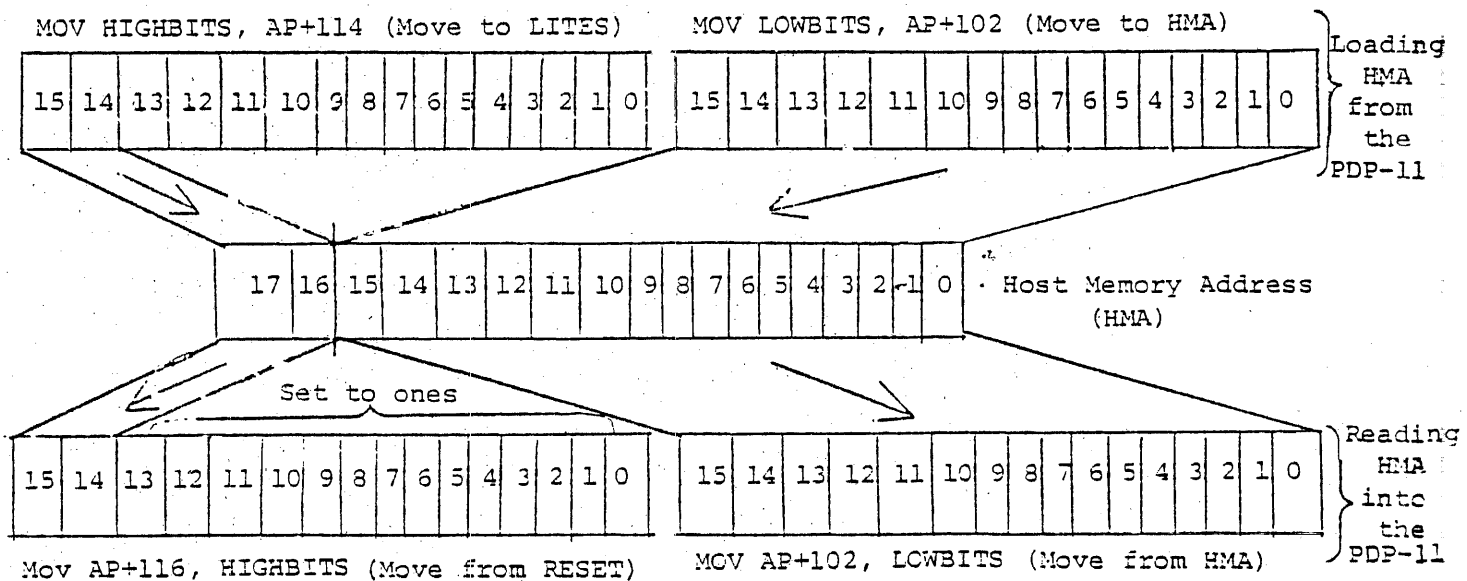 MOV HIGHBITS, AP+114 (Move to LITES)
MOV LOWBITS, AP+102 (Move to HMA)
15 14 13 12 11 10 9 8 7 6 5 4 3 2 1 0
15 14 13 12 11 10 9 8 7 6 5 4 3 2 1 0
Loading
HMA
from
the
PDP-11
17 16 15 14 13 12 11 10 9 8 7 6 5 4 3 2 1 0
Host Memory Address
(HMA)
Set to ones
15 14 13 12 11 10 9 8 7 6 5 4 3 2 1 0
15 14 13 12 11 10 9 8 7 6 5 4 3 2 1 0
Reading
HMA
into
the
PDP-11
Mov AP+116, HIGHBITS (Move from RESET)
MOV AP+102, LOWBITS (Move from HMA)